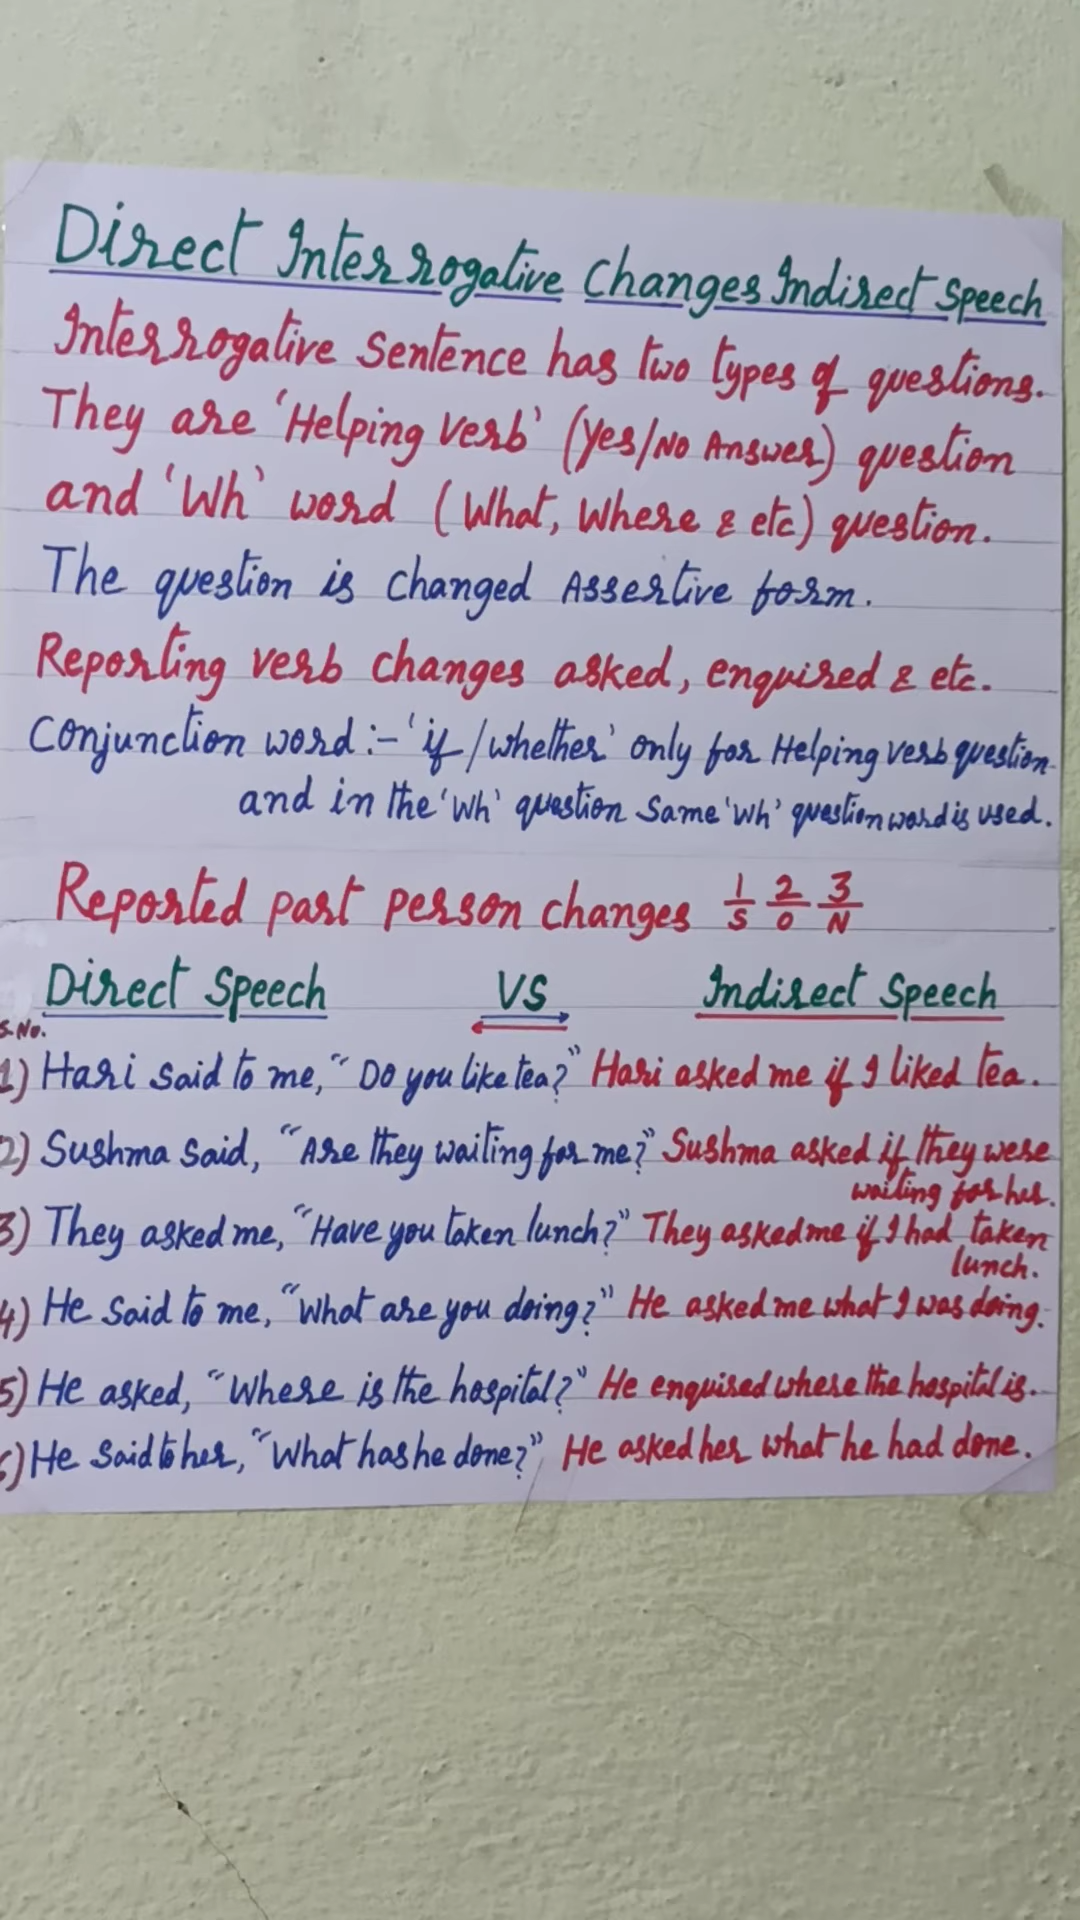 Direct Interrogative Changes Indirect Speech
Interrogative Sentence has two types of questions.
They are 'Helping verb' (Yes/No Answer) question
and 'Wh' word (What, Where & etc) question.
The question is changed Assertive form.
Reporting verb changes asked, enquired & etc.
Conjunction word :- 'if /whether' only for Helping verb question
and in the 'Wh' question Same 'Wh' question word is used.
Reported part person changes 1/S 2/O 3/N
Direct Speech VS Indirect Speech
S.No.
1) Hari said to me, "Do you like tea?" Hari asked me if I liked tea.
2) Sushma said, "Are they waiting for me?" Sushma asked if they were
waiting for her.
3) They asked me, "Have you taken lunch?" They asked me if I had taken
lunch.
4) He said to me, "What are you doing?" He asked me what I was doing.
5) He asked, "Where is the hospital?" He enquired where the hospital is.
6) He said to her, "What has he done?" He asked her what he had done.